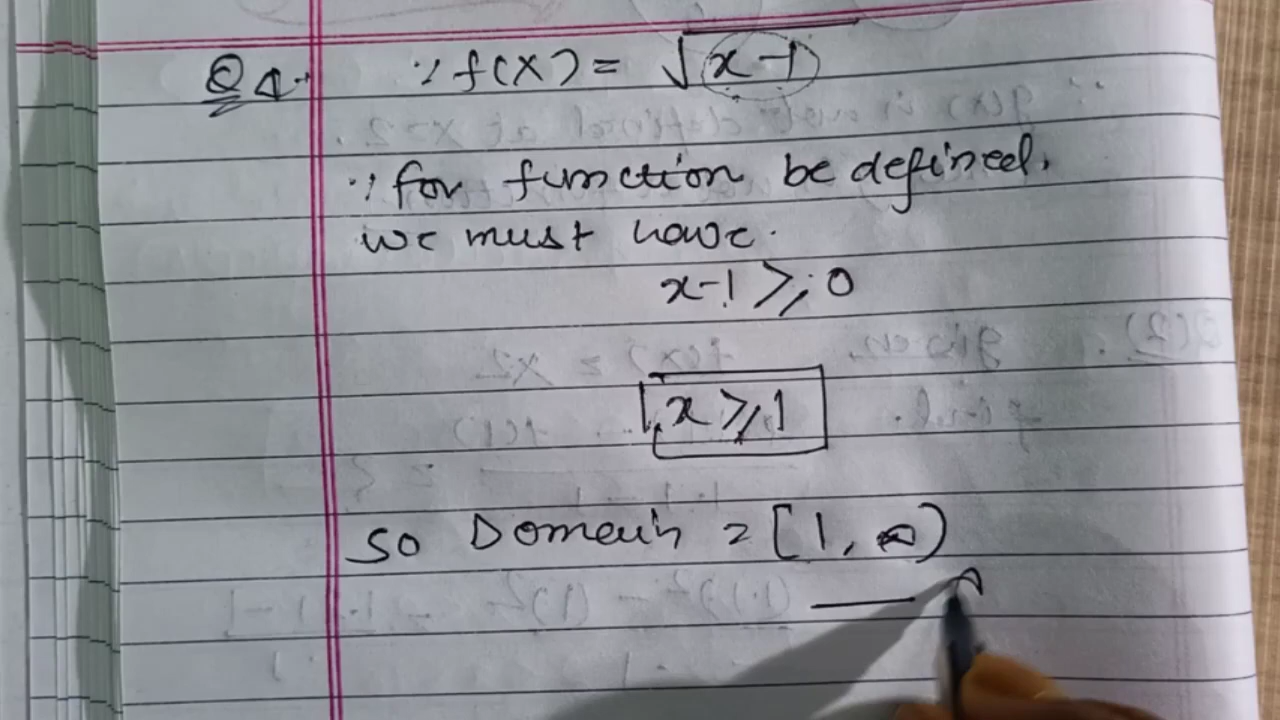 Q4. ∵ f(x) = √x-1
∵ for function be defined,
we must have.
x-1 ⩾ 0
x ⩾ 1
so Domain = [1, ∞)